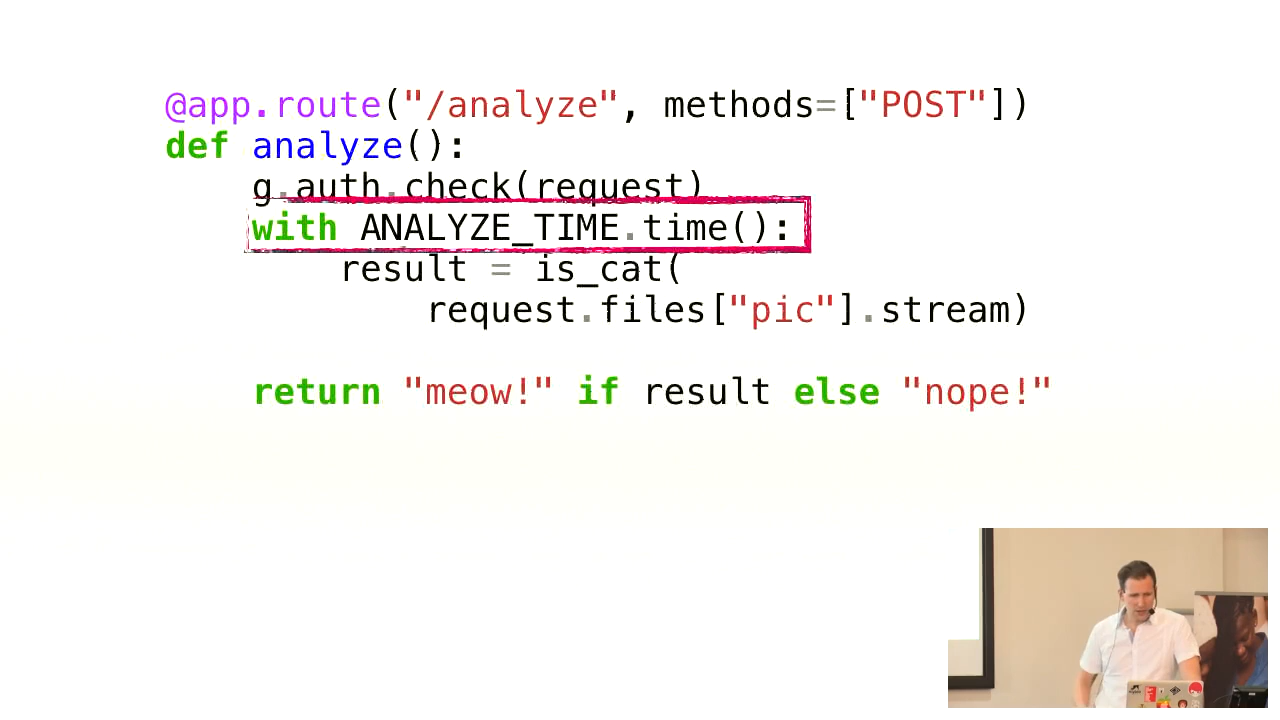 @app.route("/analyze", methods=["POST"])
def analyze():
    g.auth.check(request)
    with ANALYZE_TIME.time():
        result = is_cat(
            request.files["pic"].stream)
    return "meow!" if result else "nope!"